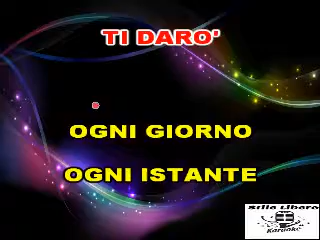 TI DARO'
OGNI GIORNO
OGNI ISTANTE
Stile Libero
Karaoke